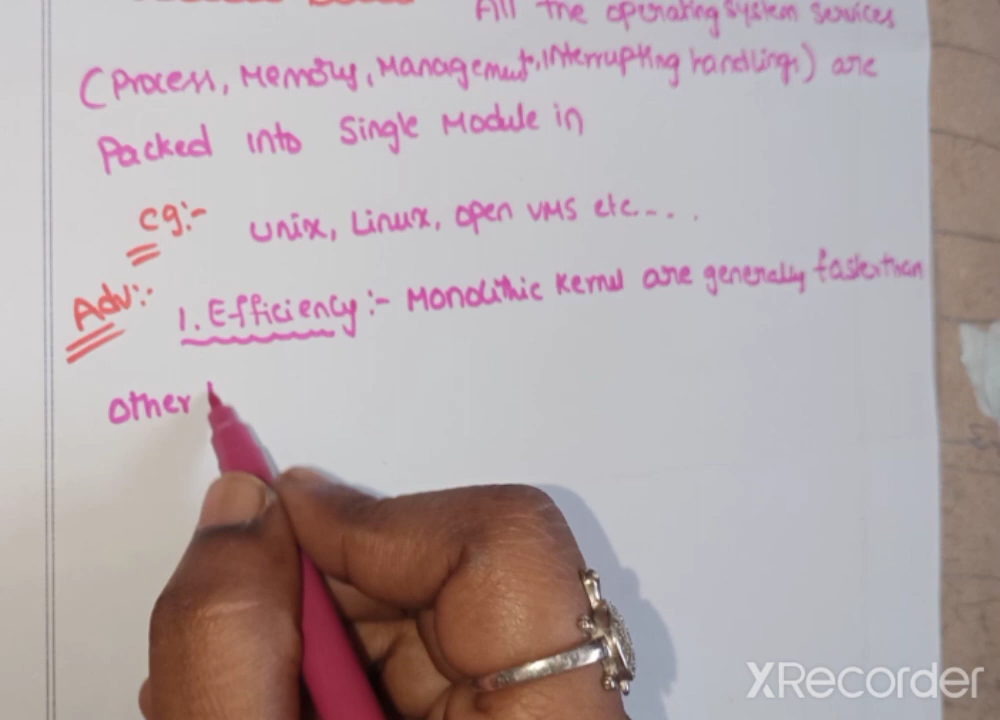 All the operating system services
(Process, Memory, Management, Interrupting handlings) are
Packed into Single Module in
eg:- Unix, Linux, open VMS etc....
Adv:- 1. Efficiency:- Monolithic Kernel are generally faster than
other
XRecorder